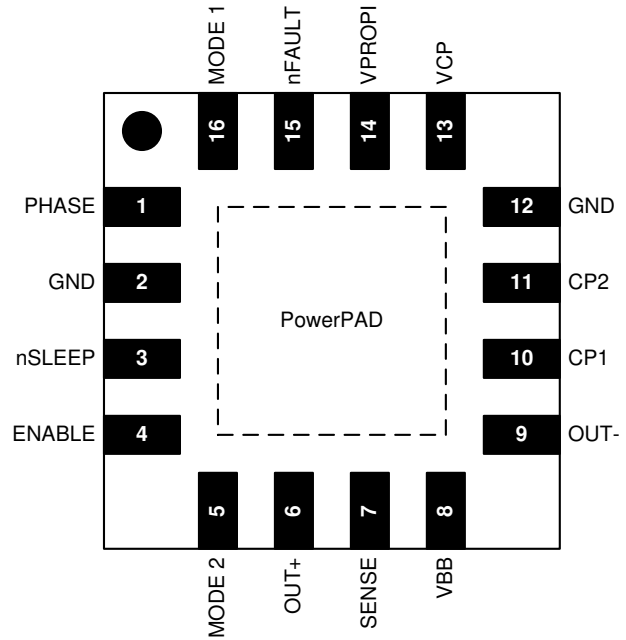 MODE 1
nFAULT
VPROPI
VCP
16
15
14
13
PHASE 1
12 GND
GND 2
11 CP2
PowerPAD
nSLEEP 3
10 CP1
ENABLE 4
9 OUT-
5
6
7
8
MODE 2
OUT+
SENSE
VBB